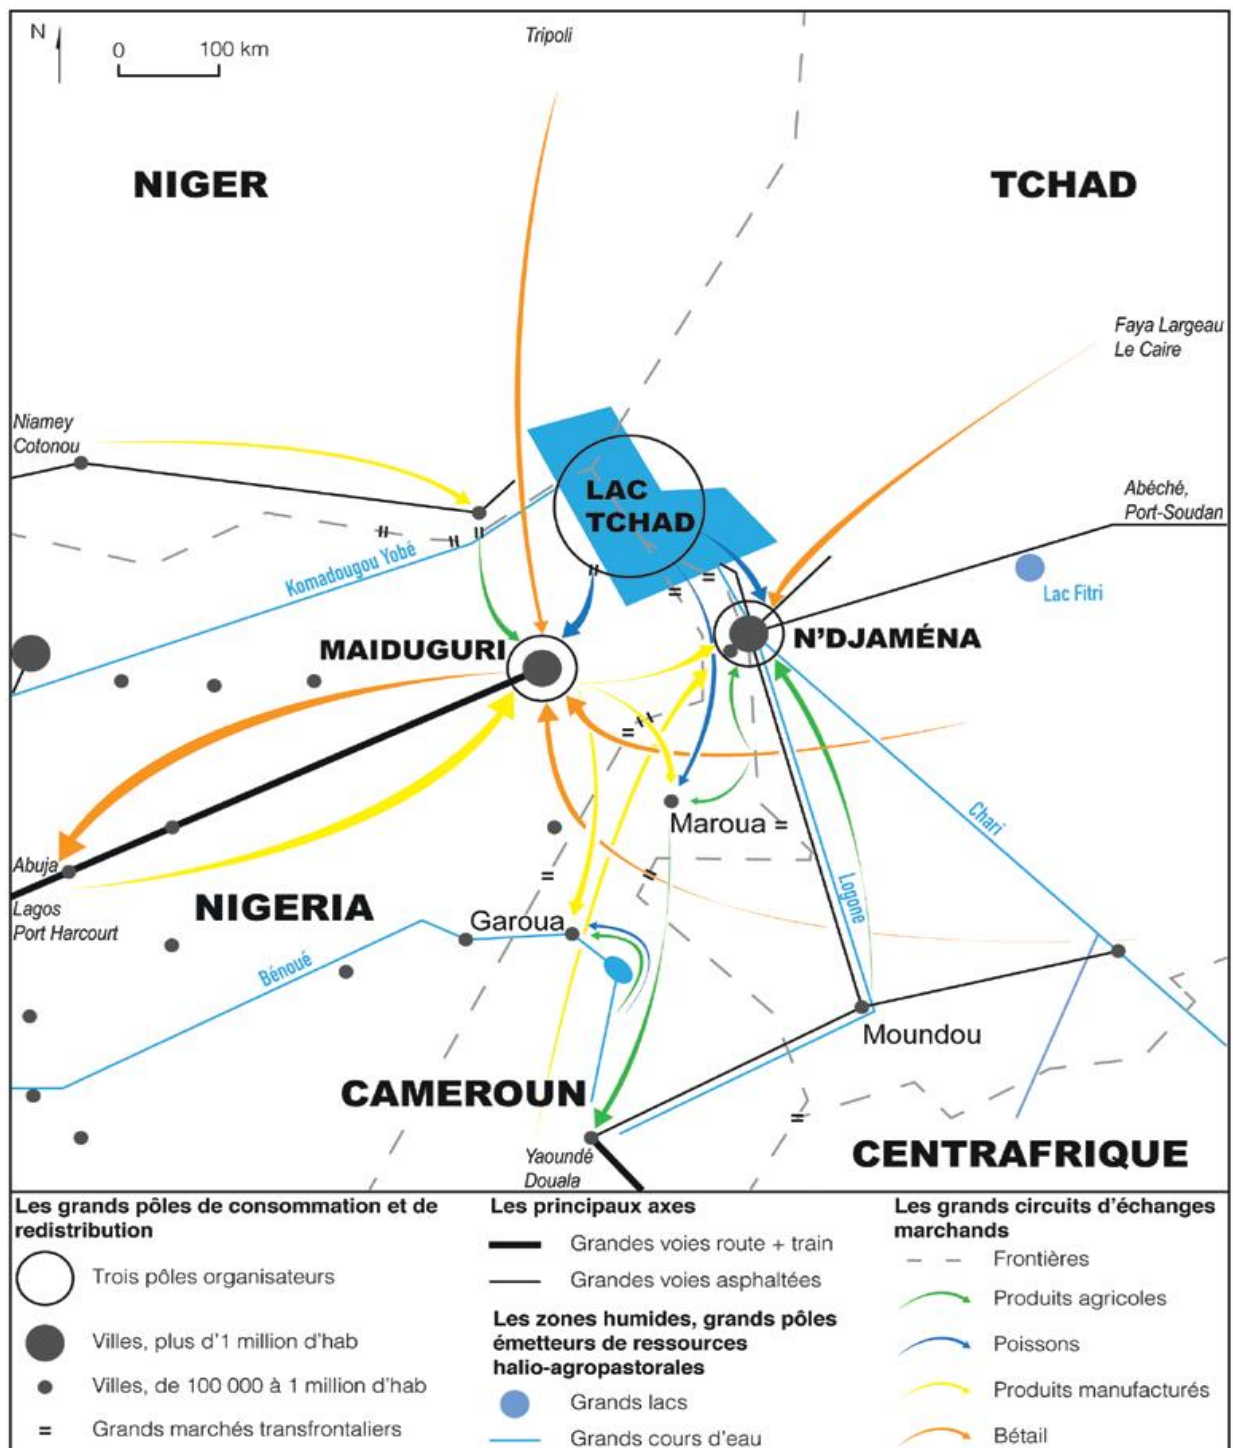 N
0 100 km
Tripoli
NIGER
TCHAD
Faya Largeau
Le Caire
Niamey
Cotonou
LAC
TCHAD
Abéché,
Port-Soudan
Komadougou Yobé
Lac Fitri
MAIDUGURI
N'DJAMÉNA
Maroua
Chari
Abuja
Lagos
Port Harcourt
NIGERIA
Logone
Garoua
Bénoué
Moundou
CAMEROUN
CENTRAFRIQUE
Yaoundé
Douala
Les grands pôles de consommation et de
redistribution
Trois pôles organisateurs
Villes, plus d'1 million d'hab
Villes, de 100 000 à 1 million d'hab
Grands marchés transfrontaliers
Les principaux axes
Grandes voies route + train
Grandes voies asphaltées
Les zones humides, grands pôles
émetteurs de ressources
halio-agropastorales
Grands lacs
Grands cours d'eau
Les grands circuits d'échanges
marchands
Frontières
Produits agricoles
Poissons
Produits manufacturés
Bétail